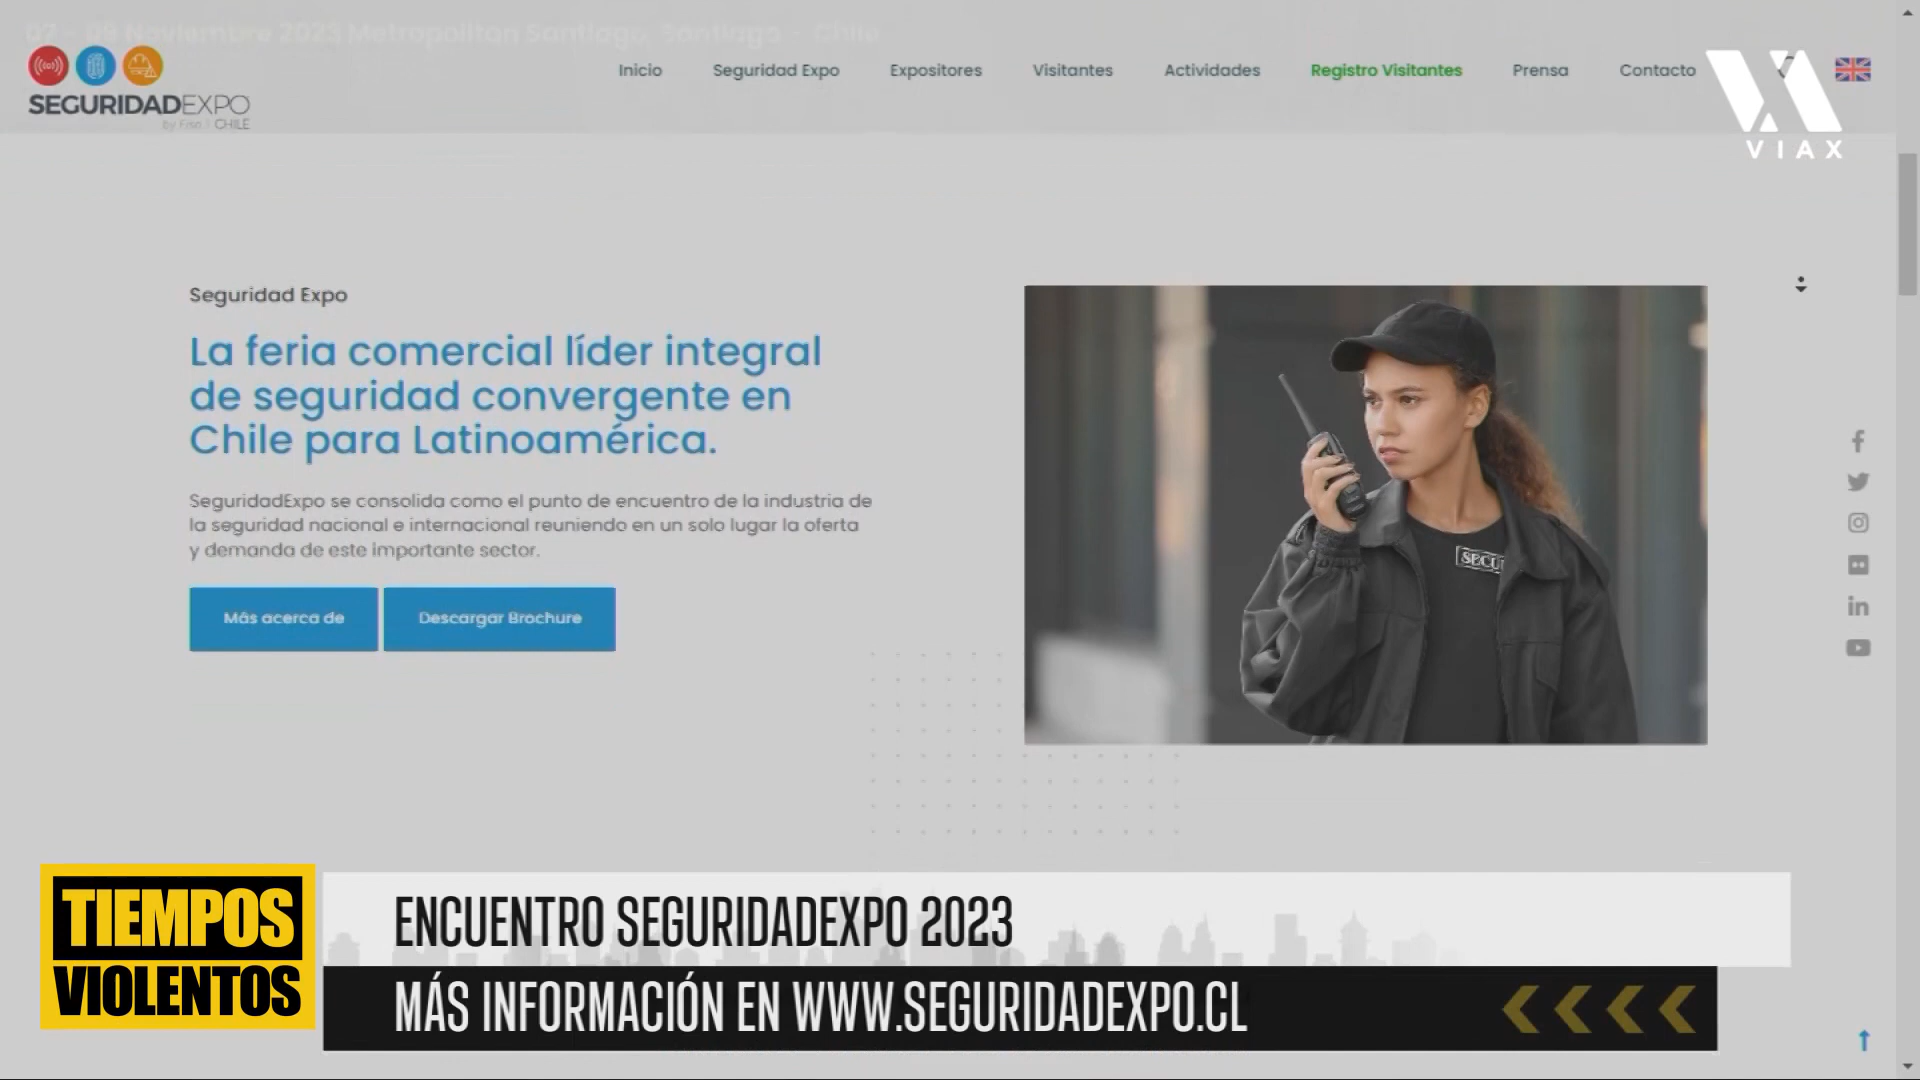 07 - 09 Noviembre 2023 Metropolitan Santiago, Santiago - Chile
SEGURIDADEXPO
by Fisa | CHILE
Inicio Seguridad Expo Expositores Visitantes Actividades Registro Visitantes Prensa Contacto
VIAX
Seguridad Expo
La feria comercial líder integral
de seguridad convergente en
Chile para Latinoamérica.
SeguridadExpo se consolida como el punto de encuentro de la industria de
la seguridad nacional e internacional reuniendo en un solo lugar la oferta
y demanda de este importante sector.
Más acerca de Descargar Brochure
SECU
TIEMPOS
VIOLENTOS
ENCUENTRO SEGURIDADEXPO 2023
MÁS INFORMACIÓN EN WWW.SEGURIDADEXPO.CL